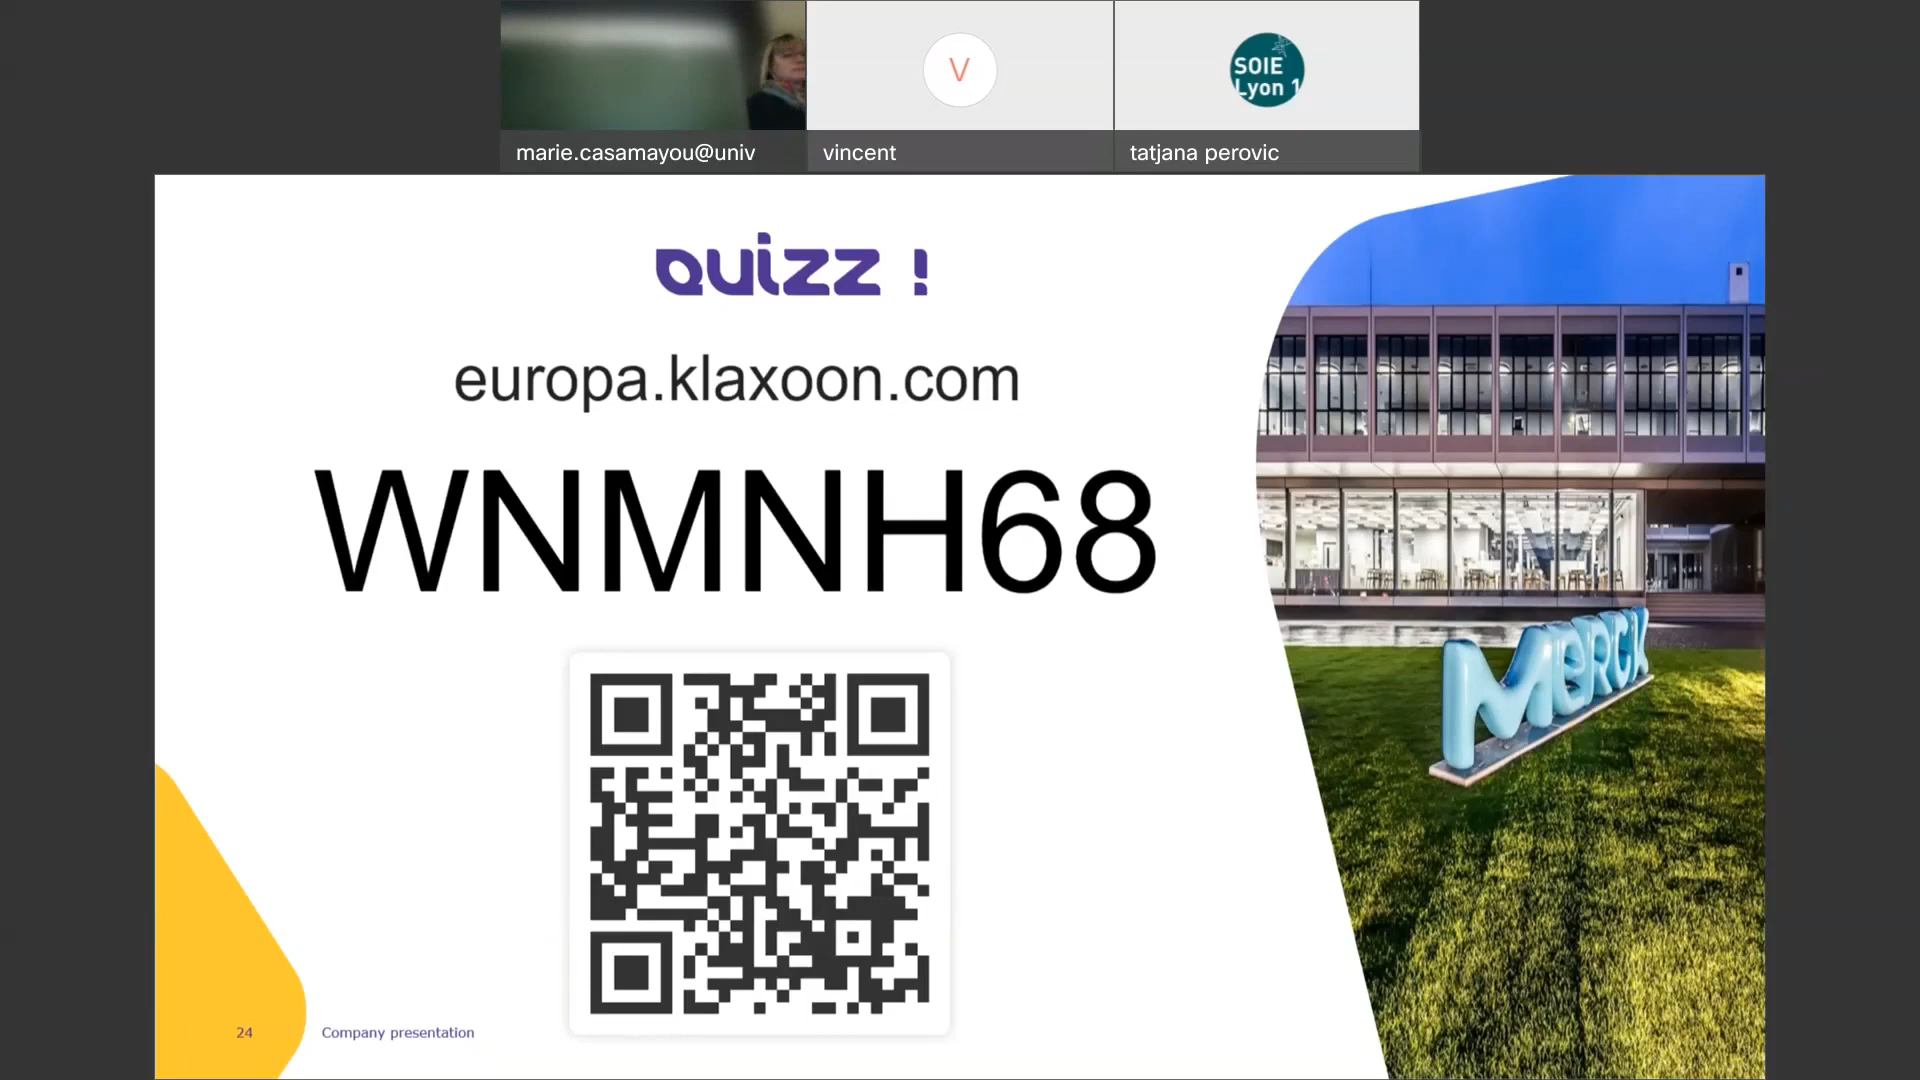 marie.casamayou@univ
vincent
tatjana perovic
V
SOIE
Lyon 1
QUIZZ !
europa.klaxoon.com
WNMNH68
MERCK
24
Company presentation